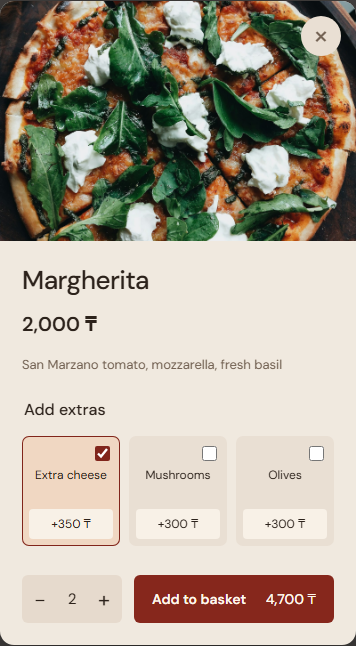 Margherita
2,000 ₸
San Marzano tomato, mozzarella, fresh basil
Add extras
Extra cheese Mushrooms Olives
+350 ₸ +300 ₸ +300 ₸
− 2 + Add to basket 4,700 ₸